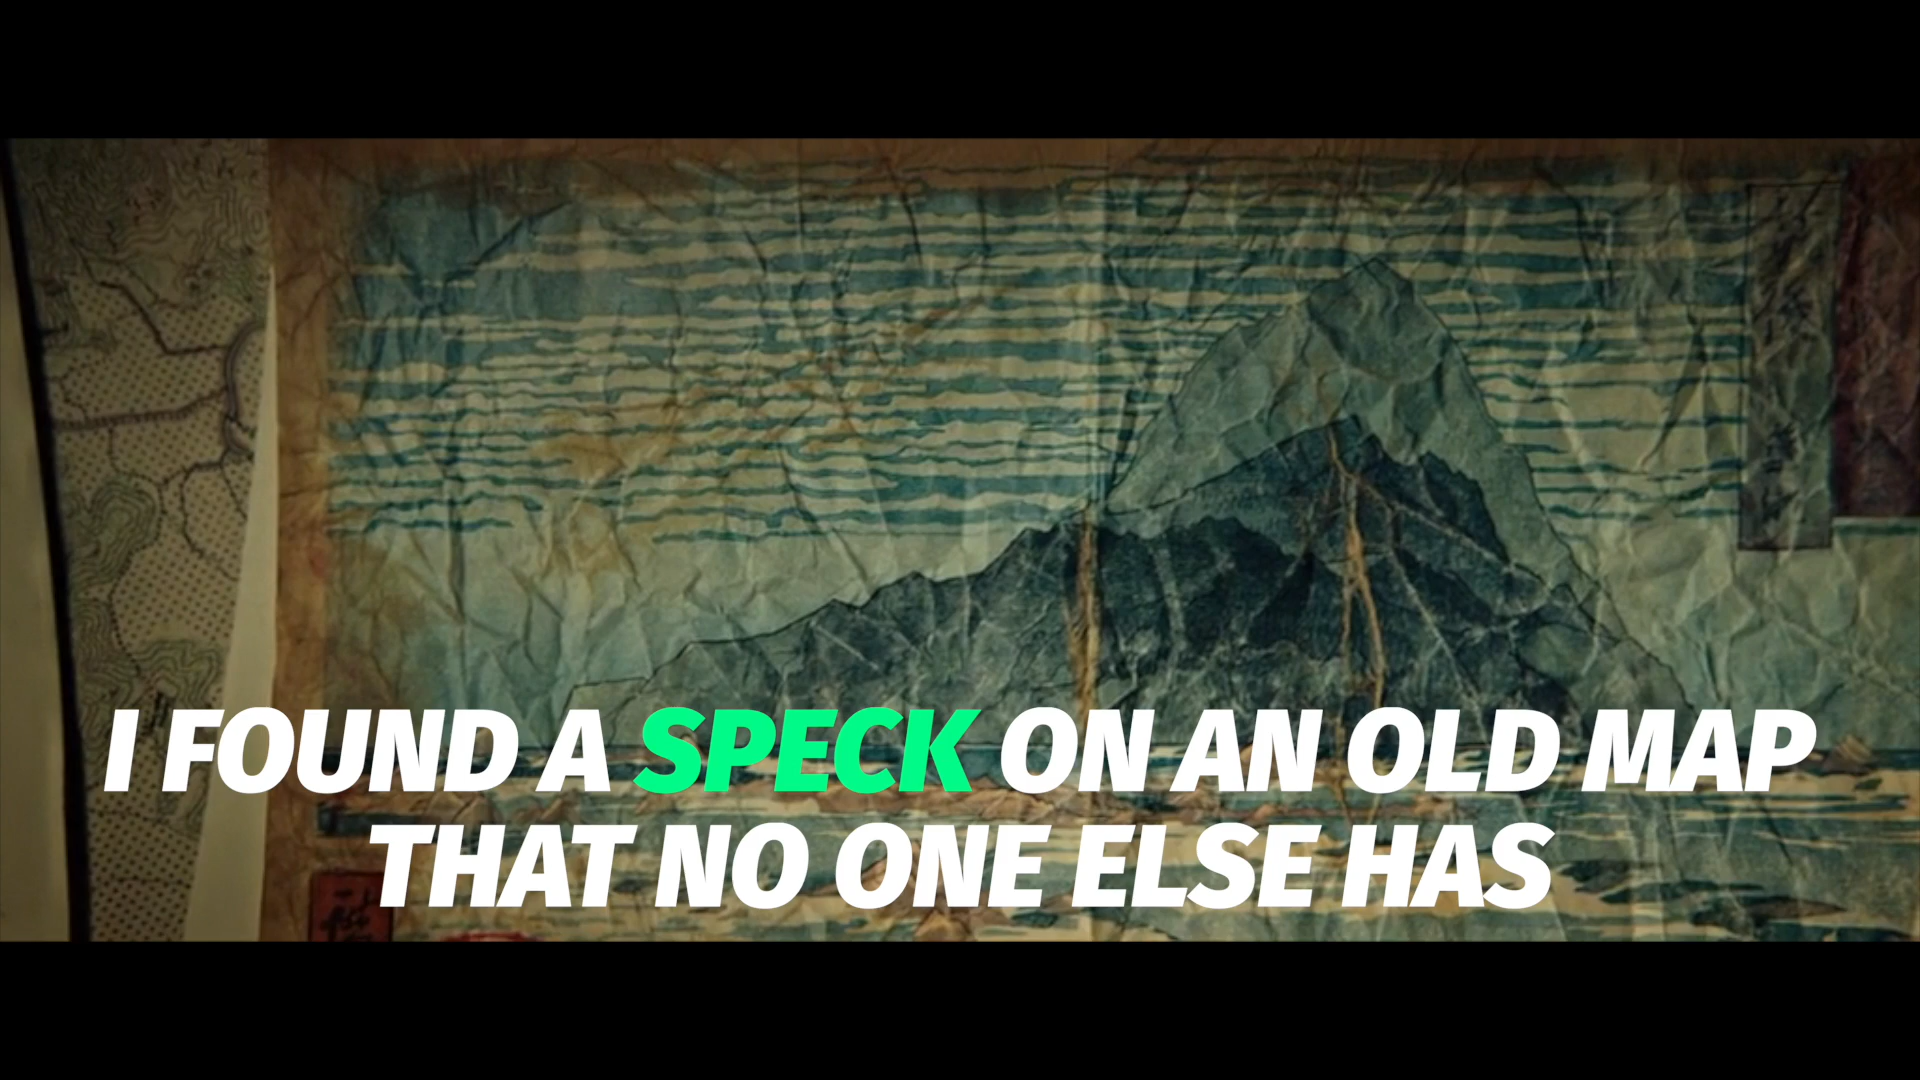 I FOUND A SPECK ON AN OLD MAP
THAT NO ONE ELSE HAS